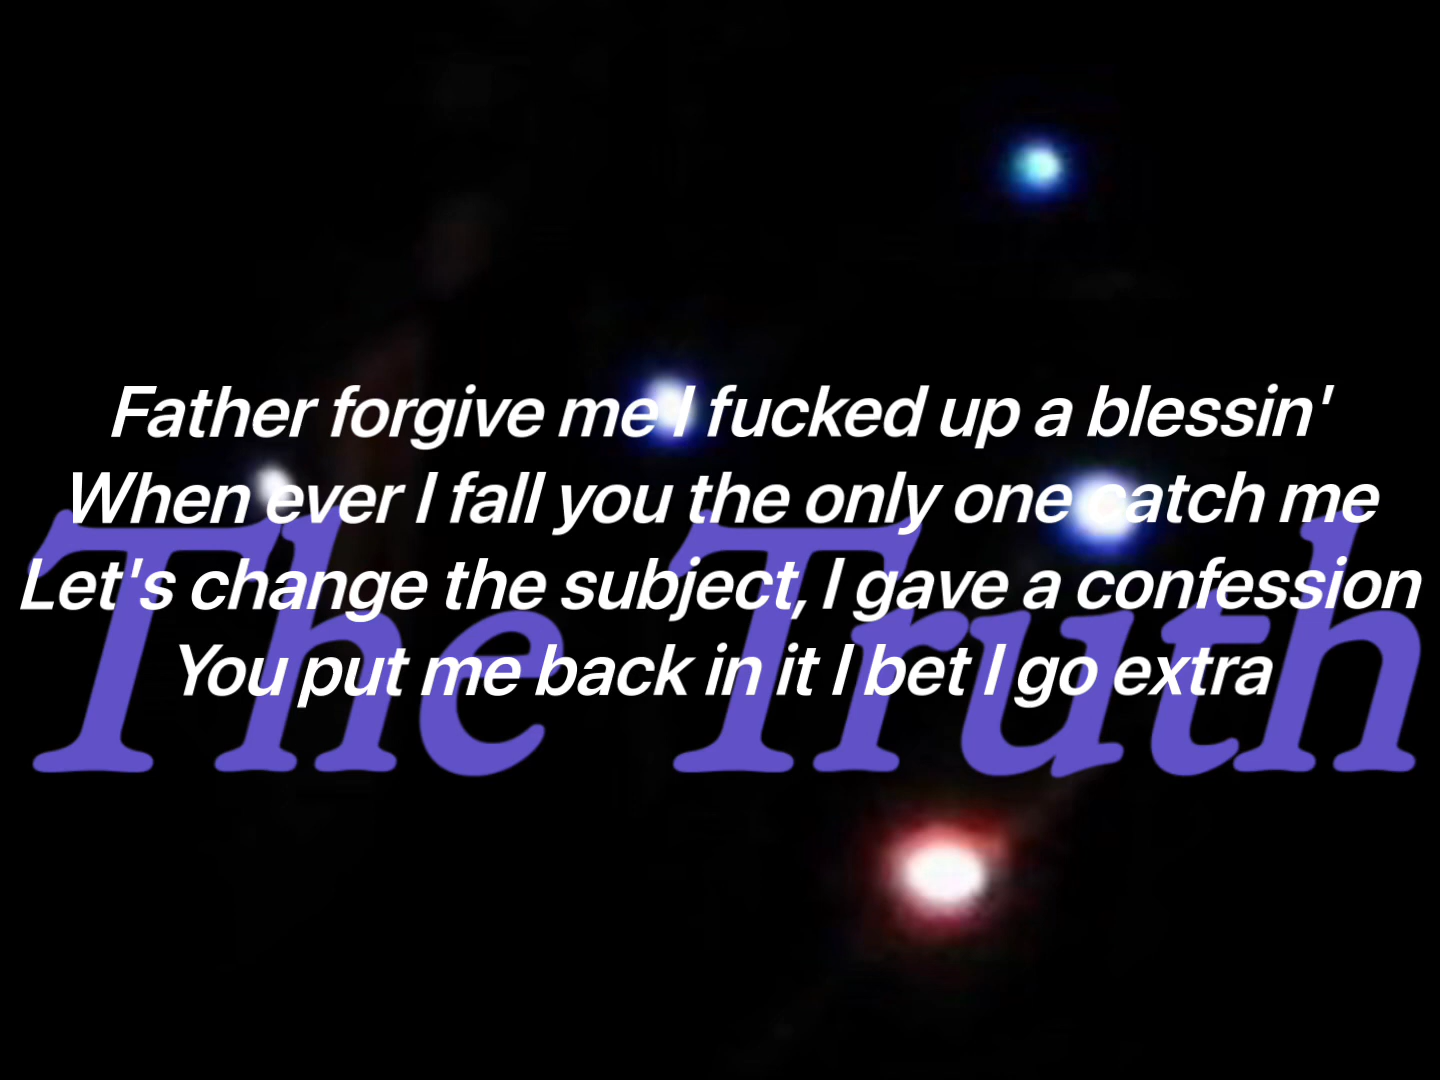 Father forgive me I fucked up a blessin'
When ever I fall you the only one catch me
Let's change the subject, I gave a confession
You put me back in it I bet I go extra
The Truth